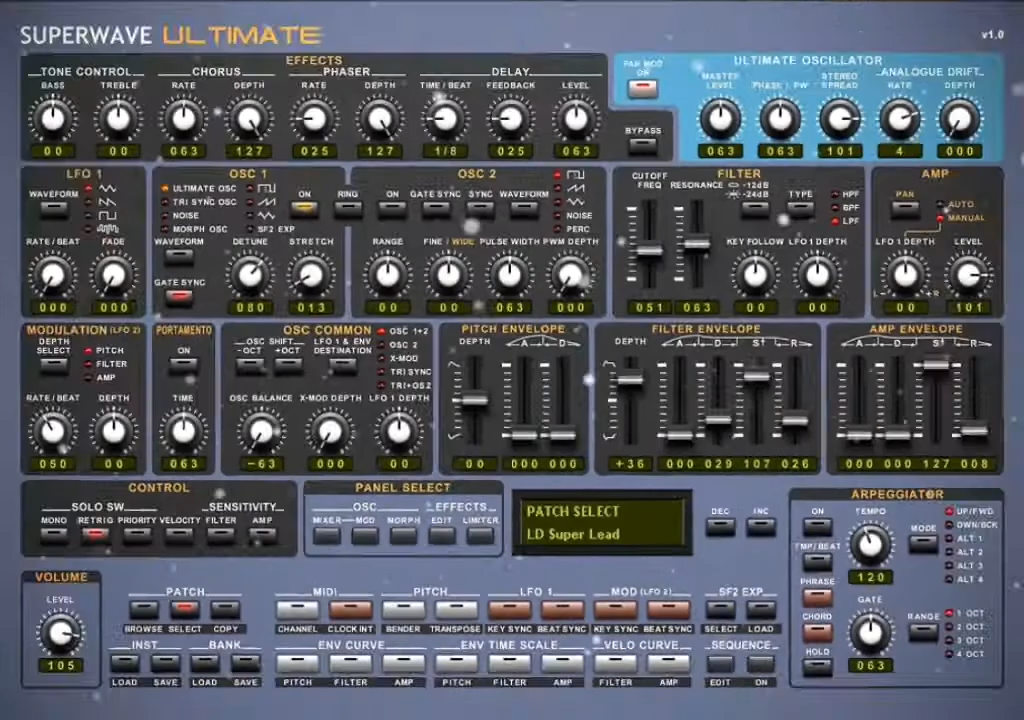 SUPERWAVE ULTIMATE
v1.0
EFFECTS
TONE CONTROL CHORUS PHASER DELAY
BASS TREBLE RATE DEPTH RATE DEPTH TIME / BEAT FEEDBACK LEVEL
00 00 063 127 025 127 1/8 025 063
PAN MOD
ON
BYPASS
ULTIMATE OSCILLATOR
ANALOGUE DRIFT
MASTER LEVEL PHASE / PW STEREO SPREAD RATE DEPTH
063 063 101 4 000
LFO 1
WAVEFORM
RATE / BEAT FADE
000 000
OSC 1
ULTIMATE OSC
TRI SYNC OSC
NOISE
MORPH OSC SF2 EXP
ON RING
WAVEFORM DETUNE STRETCH
GATE SYNC
080 013
OSC 2
ON GATE SYNC SYNC WAVEFORM
NOISE
PERC
RANGE FINE / WIDE PULSE WIDTH PWM DEPTH
00 00 063 00
FILTER
CUTOFF FREQ RESONANCE -12dB
-24dB
TYPE
HPF
BPF
LPF
KEY FOLLOW LFO 1 DEPTH
051 063 00 00
AMP
PAN AUTO
MANUAL
LFO 1 DEPTH LEVEL
L R
00 101
MODULATION (LFO 2)
DEPTH SELECT
PITCH
FILTER
AMP
RATE / BEAT DEPTH
050 00
PORTAMENTO
ON
TIME
063
OSC COMMON
OSC SHIFT
-OCT +OCT
LFO 1 & ENV DESTINATION
OSC 1+2
OSC 2
X-MOD
TRI SYNC
TRI+OS2
OSC BALANCE X-MOD DEPTH LFO 1 DEPTH
-63 000 00
PITCH ENVELOPE
DEPTH A D
00 000 000
FILTER ENVELOPE
DEPTH A D S R
+36 000 029 107 026
AMP ENVELOPE
A D S R
000 000 127 008
CONTROL
SOLO SW. SENSITIVITY
MONO RETRIG PRIORITY VELOCITY FILTER AMP
PANEL SELECT
OSC EFFECTS
MIXER MOD MORPH EDIT LIMITER
PATCH SELECT
LD Super Lead
DEC INC
ARPEGGIATOR
ON TEMPO MODE
120
UP/FWD
DWN/BCK
ALT 1
ALT 2
ALT 3
ALT 4
TMP/BEAT
PHRASE
CHORD
HOLD
GATE RANGE
063
1 OCT
2 OCT
3 OCT
4 OCT
VOLUME
LEVEL
105
PATCH
BROWSE SELECT COPY
INST BANK
LOAD SAVE LOAD SAVE
MIDI PITCH LFO 1 MOD (LFO 2) SF2 EXP
CHANNEL CLOCK INT BENDER TRANSPOSE KEY SYNC BEAT SYNC KEY SYNC BEAT SYNC SELECT LOAD
ENV CURVE ENV TIME SCALE VELO CURVE SEQUENCE
PITCH FILTER AMP PITCH FILTER AMP FILTER AMP EDIT ON